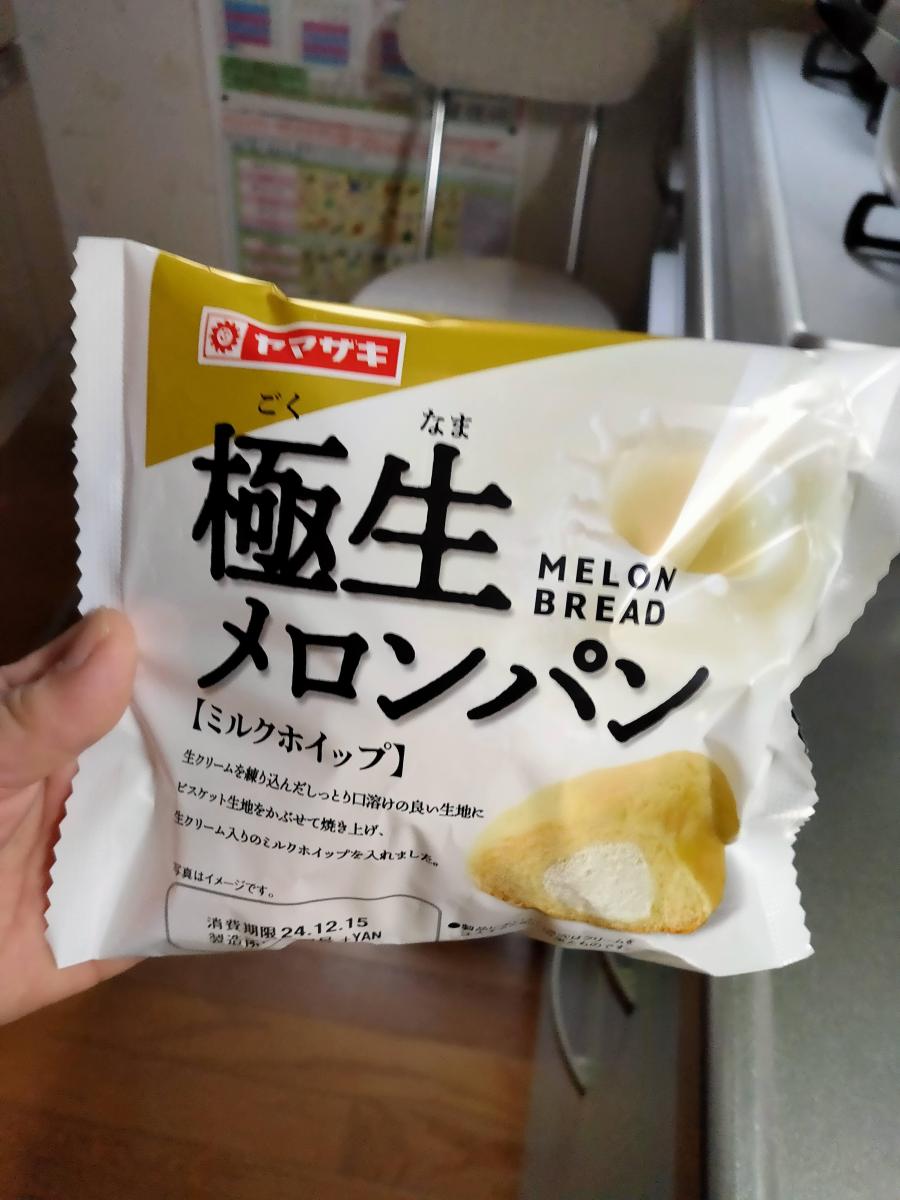 ヤマザキ
ごく なま
極生
MELON
BREAD
メロンパン
【ミルクホイップ】
生クリームを練り込んだしっとり口溶けの良い生地に
ビスケット生地をかぶせて焼き上げ、
生クリーム入りのミルクホイップを入れました。
写真はイメージです。
消費期限 24.12.15
製造所 YAN